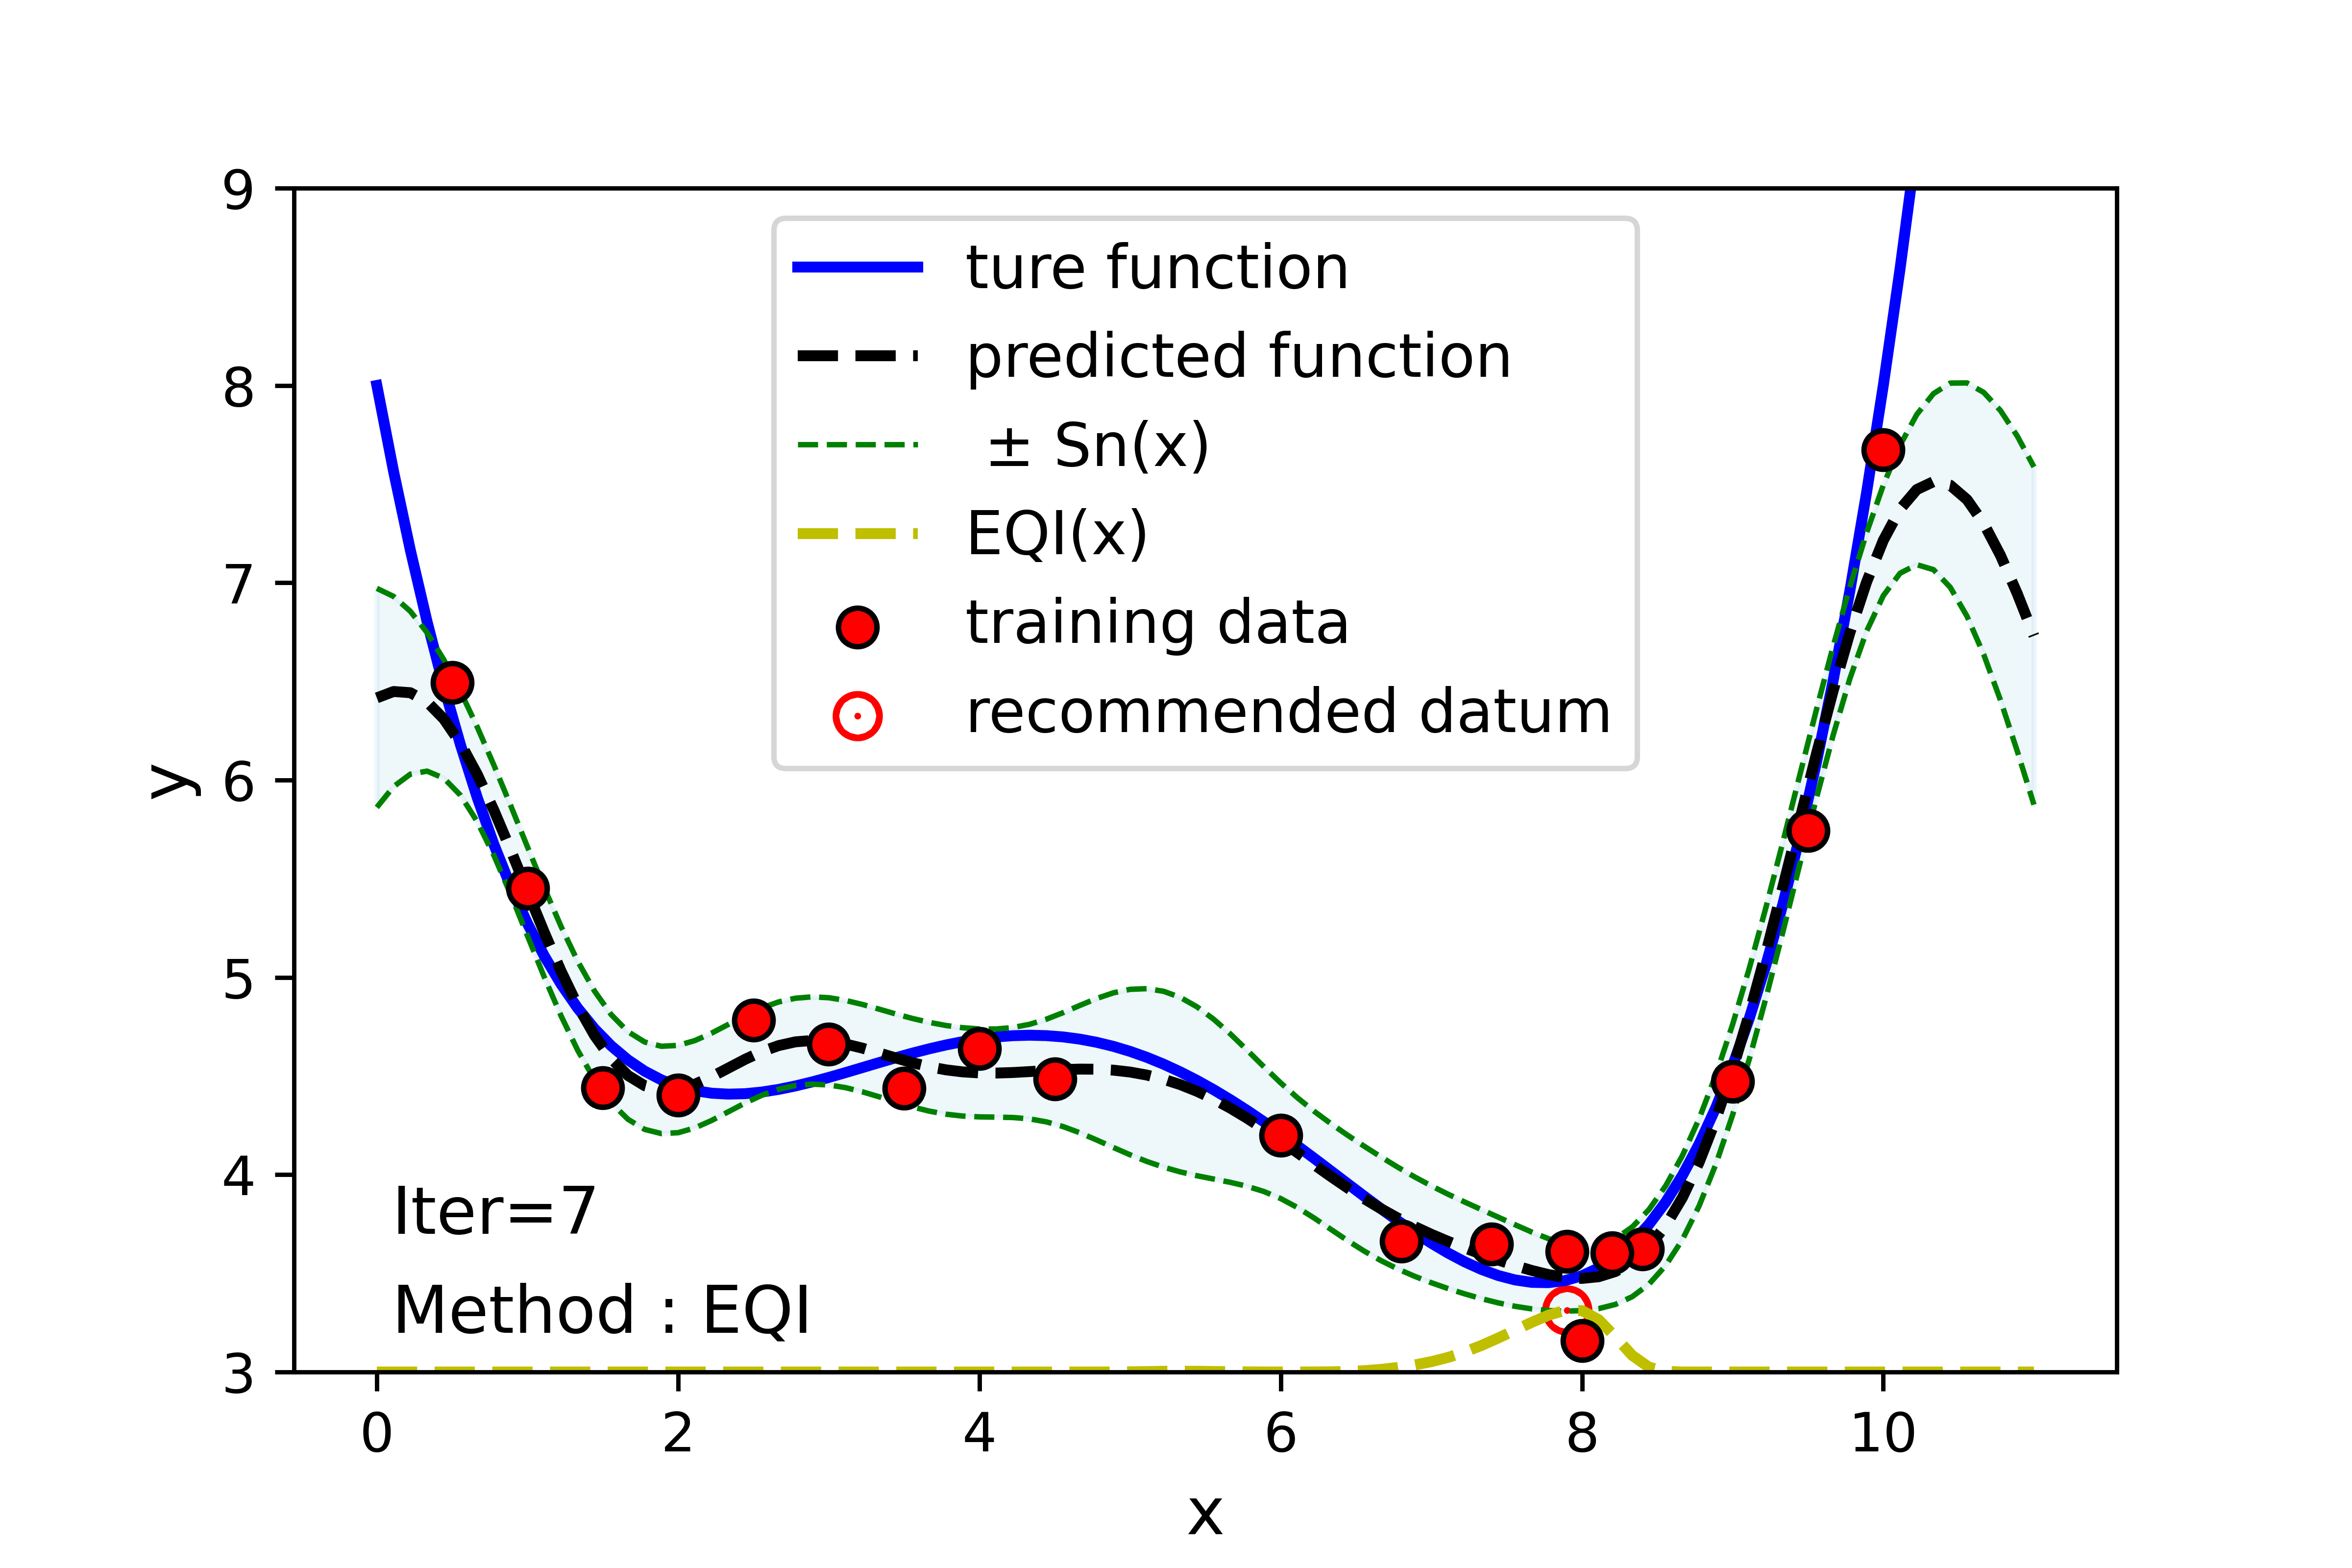 9
8
7
6
5
4
3
y
ture function
predicted function
± Sn(x)
EQI(x)
training data
recommended datum
Iter=7
Method : EQI
0 2 4 6 8 10
x